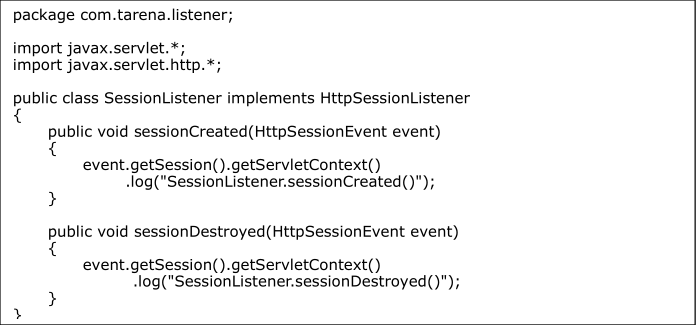 package com.tarena.listener;
import javax.servlet.*;
import javax.servlet.http.*;
public class SessionListener implements HttpSessionListener
{
public void sessionCreated(HttpSessionEvent event)
{
event.getSession().getServletContext()
.log("SessionListener.sessionCreated()");
}
public void sessionDestroyed(HttpSessionEvent event)
{
event.getSession().getServletContext()
.log("SessionListener.sessionDestroyed()");
}
}